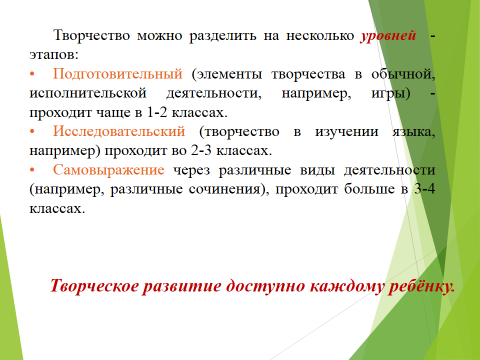 Творчество можно разделить на несколько уровней -
этапов:
• Подготовительный (элементы творчества в обычной,
исполнительской деятельности, например, игры) -
проходит чаще в 1-2 классах.
• Исследовательский (творчество в изучении языка,
например) проходит во 2-3 классах.
• Самовыражение через различные виды деятельности
(например, различные сочинения), проходит больше в 3-4
классах.
Творческое развитие доступно каждому ребёнку.